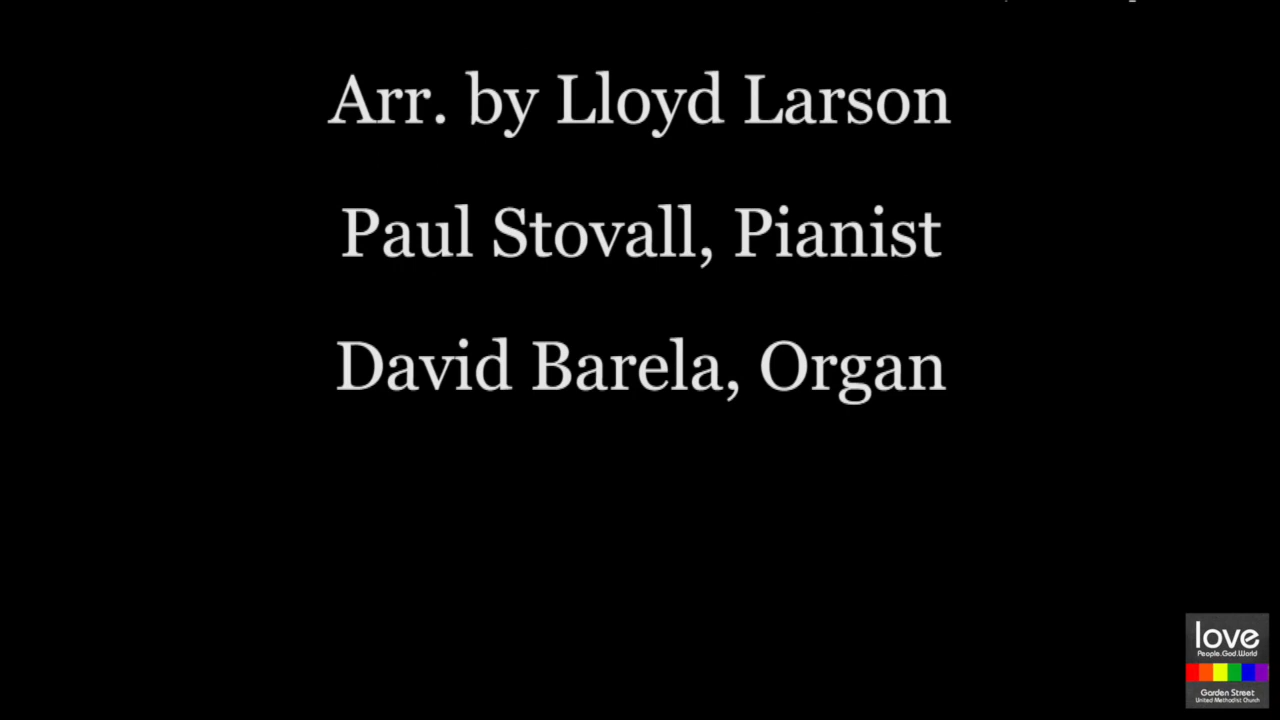 Arr. by Lloyd Larson
Paul Stovall, Pianist
David Barela, Organ
love
People.God.World
Garden Street
United Methodist Church